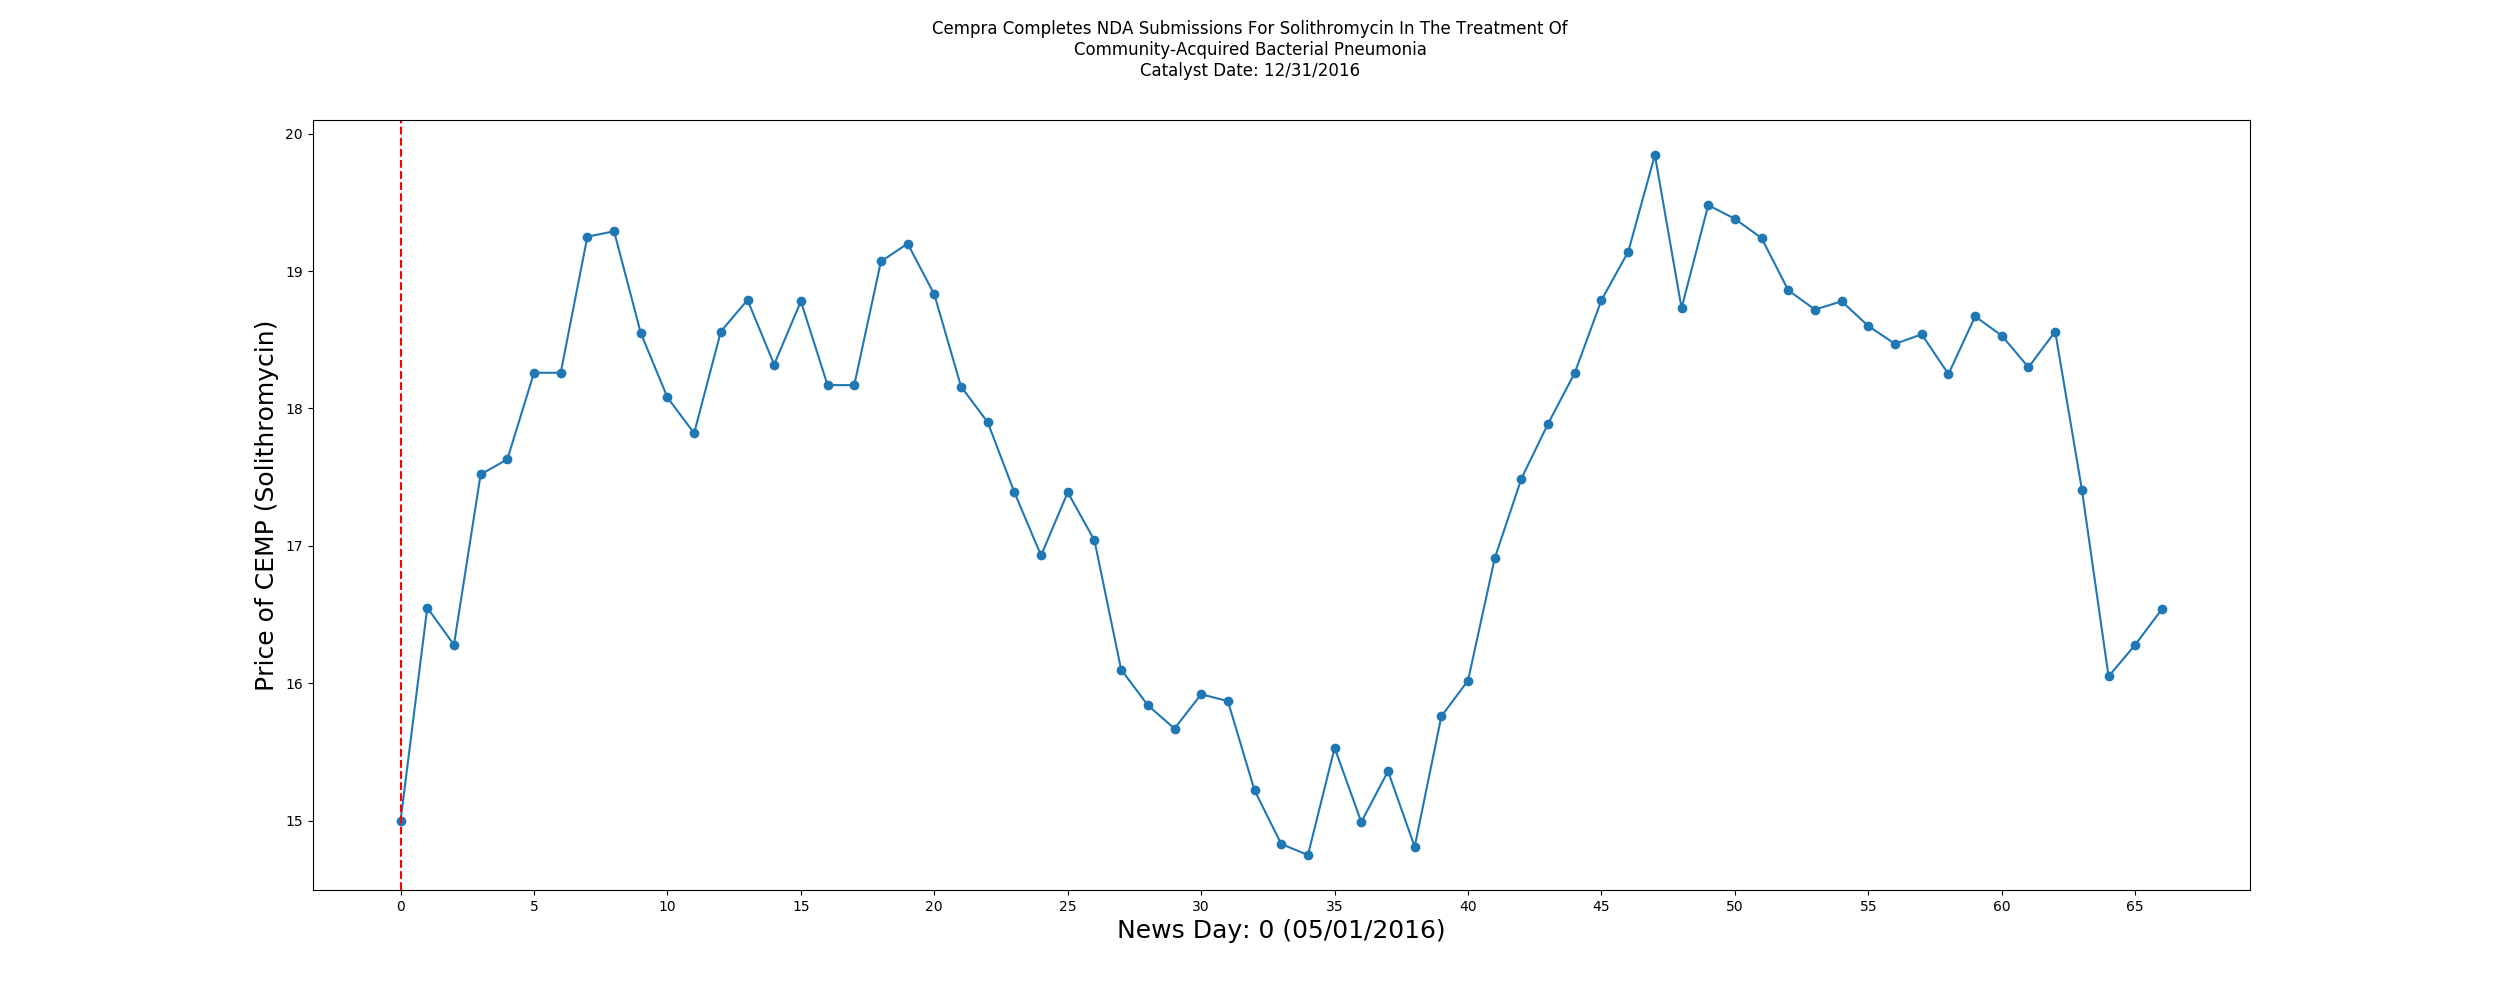 Cempra Completes NDA Submissions For Solithromycin In The Treatment Of
Community-Acquired Bacterial Pneumonia
Catalyst Date: 12/31/2016
20
19
18
17
16
15
Price of CEMP (Solithromycin)
0 5 10 15 20 25 30 35 40 45 50 55 60 65
News Day: 0 (05/01/2016)